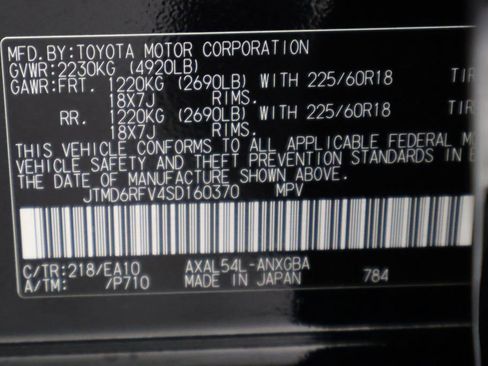 MFD.BY:TOYOTA MOTOR CORPORATION
GVWR:2230KG (4920LB)
GAWR:FRT. 1220KG (2690LB) WITH 225/60R18 TIR
18X7J RIMS.
RR. 1220KG (2690LB) WITH 225/60R18 TIR
18X7J RIMS.
THIS VEHICLE CONFORMS TO ALL APPLICABLE FEDERAL M
VEHICLE SAFETY AND THEFT PREVENTION STANDARDS IN E
THE DATE OF MANUFACTURE SHOWN ABOVE.
JTMD6RFV4SD160370 MPV
C/TR:218/EA10 AXAL54L-ANXGBA
A/TM: /P710 MADE IN JAPAN 784